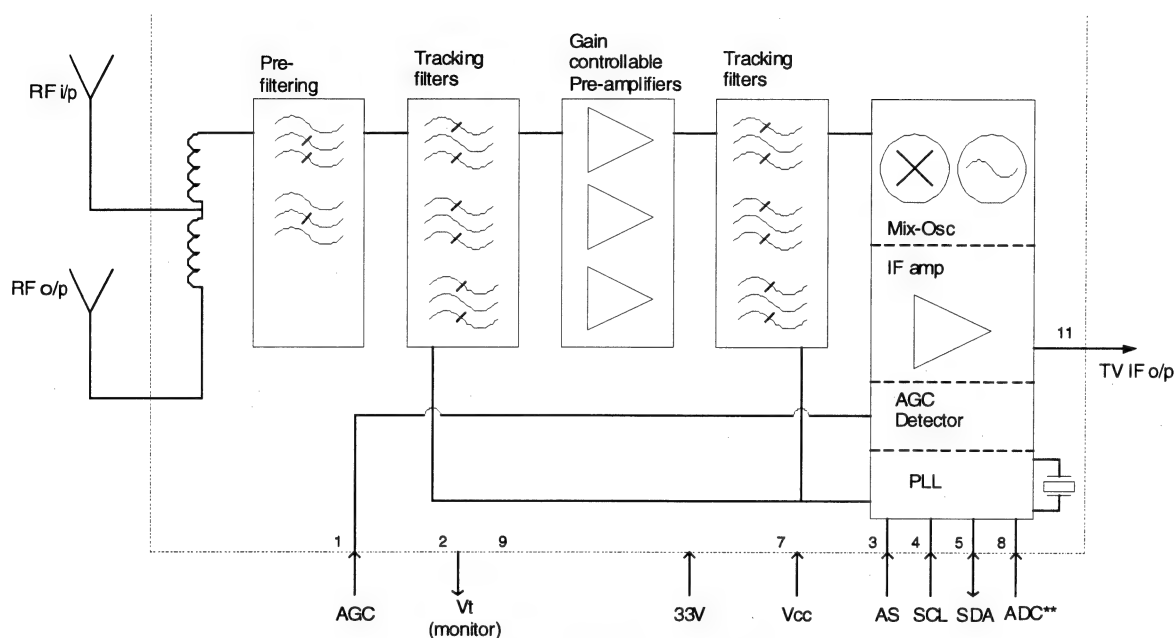 Pre-
filtering
Tracking
filters
Gain
controllable
Pre-amplifiers
Tracking
filters
RF i/p
RF o/p
Mix-Osc
IF amp
11
TV IF o/p
AGC
Detector
PLL
1
2
9
7
3
4
5
8
AGC
Vt
(monitor)
33V
Vcc
AS
SCL
SDA
ADC**